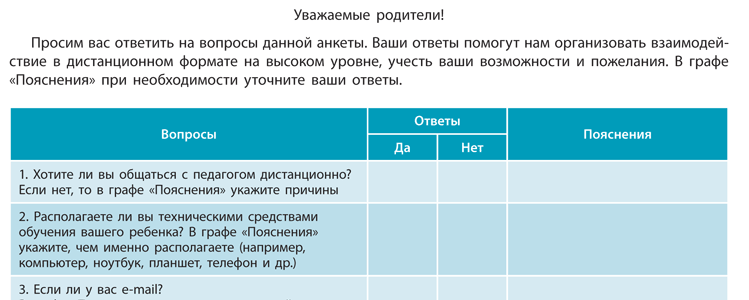 Уважаемые родители!
Просим вас ответить на вопросы данной анкеты. Ваши ответы помогут нам организовать взаимодей-
ствие в дистанционном формате на высоком уровне, учесть ваши возможности и пожелания. В графе
«Пояснения» при необходимости уточните ваши ответы.
Вопросы
Ответы
Пояснения
Да
Нет
1. Хотите ли вы общаться с педагогом дистанционно?
Если нет, то в графе «Пояснения» укажите причины
2. Располагаете ли вы техническими средствами
обучения вашего ребенка? В графе «Пояснения»
укажите, чем именно располагаете (например,
компьютер, ноутбук, планшет, телефон и др.)
3. Если ли у вас e-mail?